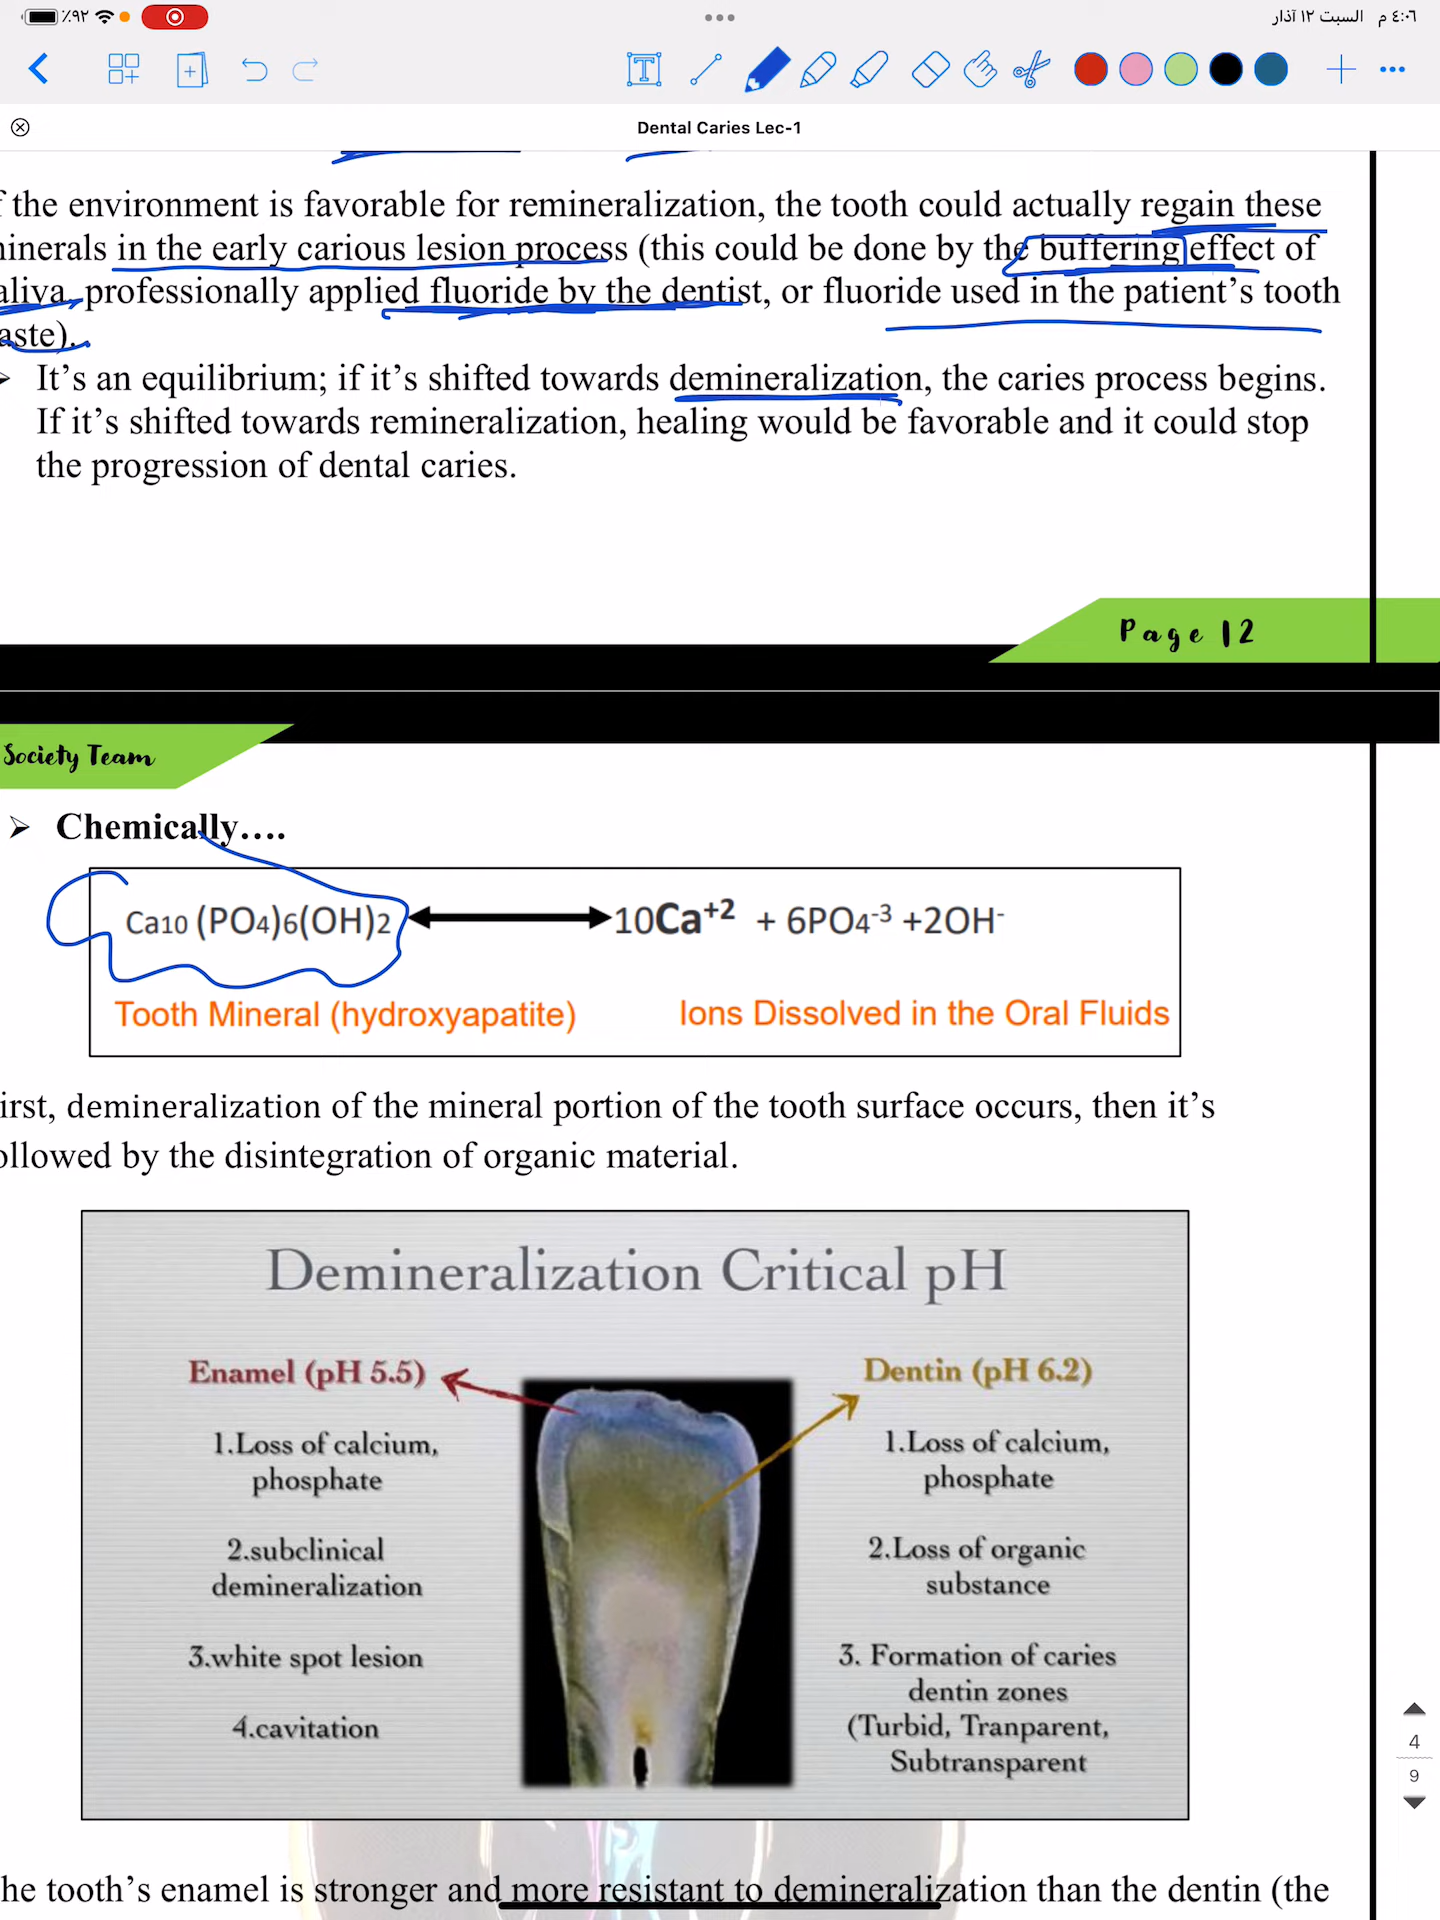 ٪٩٢
٤:٠٦ م السبت ١٢ آذار
Dental Caries Lec-1
f the environment is favorable for remineralization, the tooth could actually regain these
inerals in the early carious lesion process (this could be done by the buffering effect of
aliva, professionally applied fluoride by the dentist, or fluoride used in the patient’s tooth
aste).
➢ It’s an equilibrium; if it’s shifted towards demineralization, the caries process begins.
If it’s shifted towards remineralization, healing would be favorable and it could stop
the progression of dental caries.
Page 12
Society Team
➢ Chemically….
Ca10 (PO4)6(OH)2 ⟷ 10Ca+2 + 6PO4-3 +2OH-
Tooth Mineral (hydroxyapatite) Ions Dissolved in the Oral Fluids
irst, demineralization of the mineral portion of the tooth surface occurs, then it’s
ollowed by the disintegration of organic material.
Demineralization Critical pH
Enamel (pH 5.5)
1.Loss of calcium,
phosphate
2.subclinical
demineralization
3.white spot lesion
4.cavitation
Dentin (pH 6.2)
1.Loss of calcium,
phosphate
2.Loss of organic
substance
3. Formation of caries
dentin zones
(Turbid, Tranparent,
Subtransparent
4
9
he tooth’s enamel is stronger and more resistant to demineralization than the dentin (the